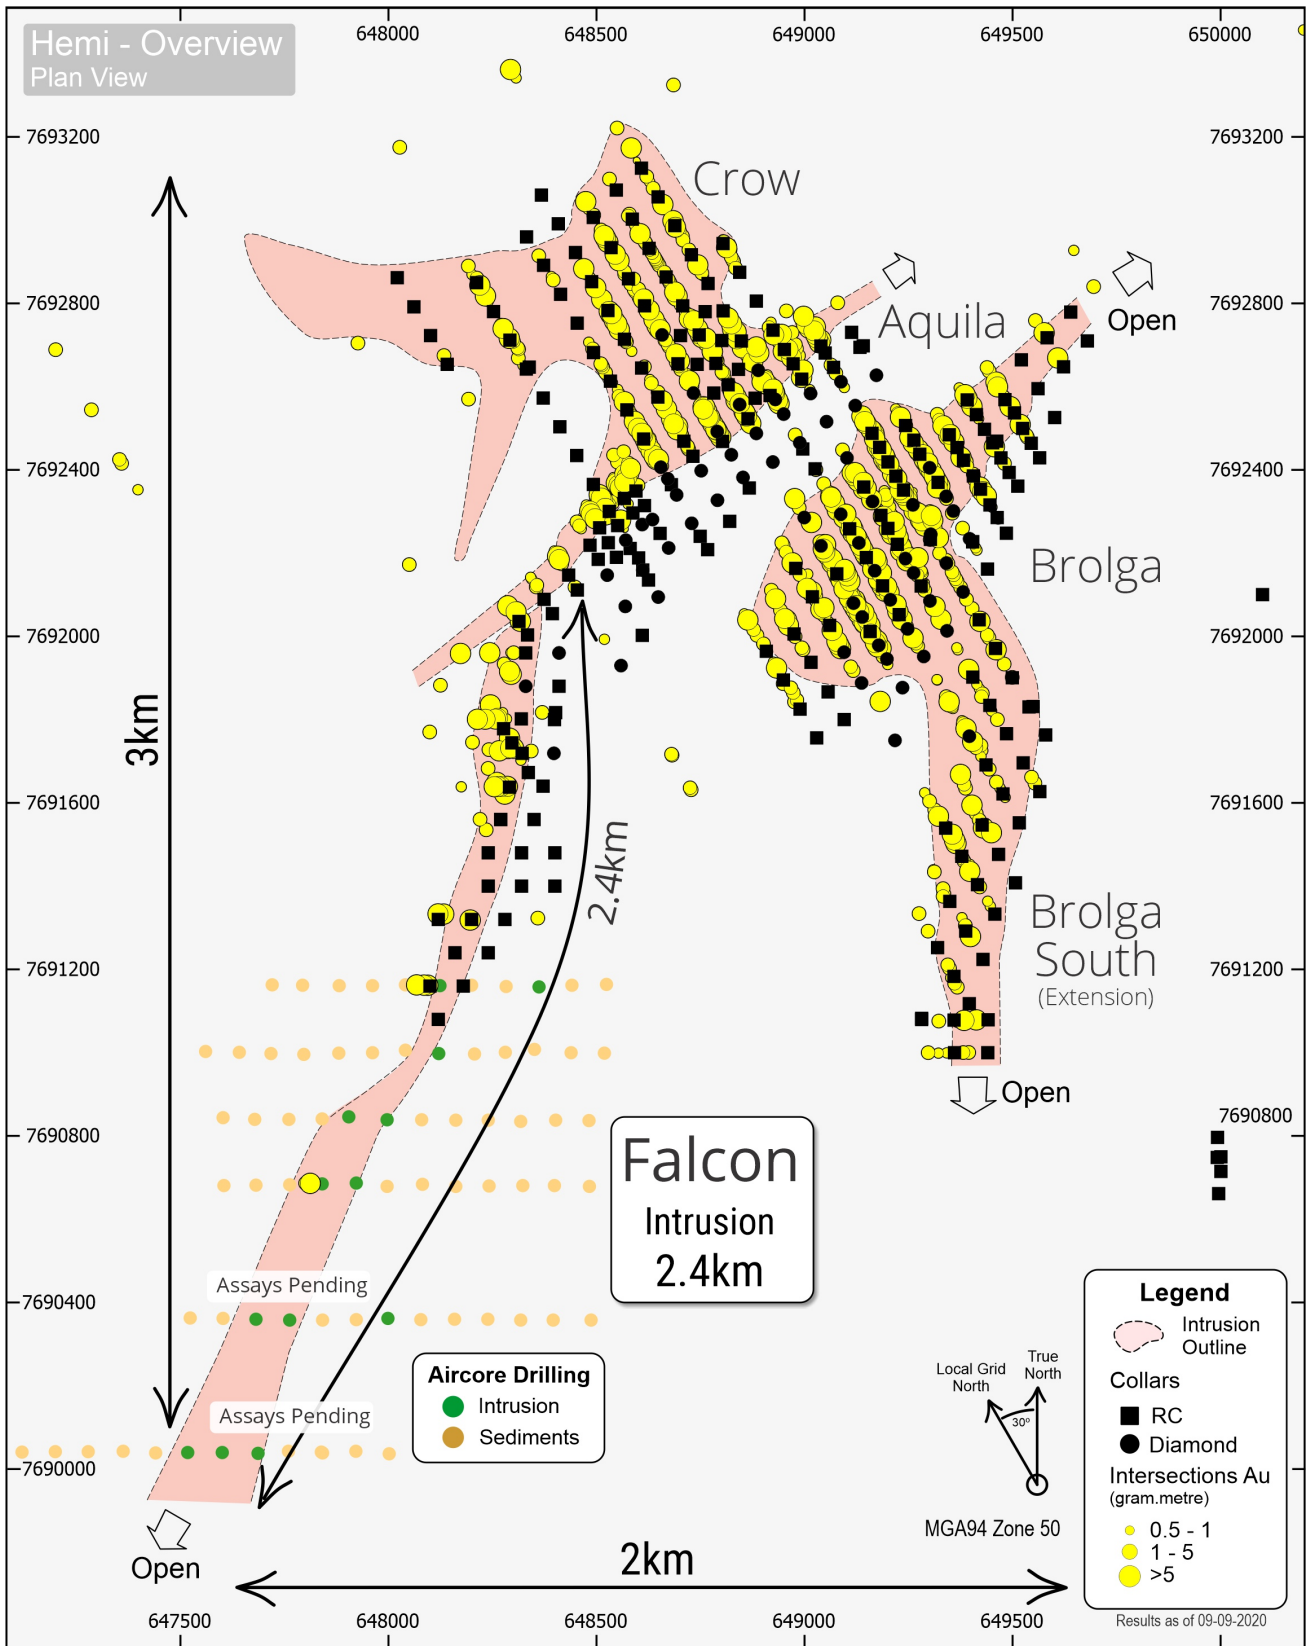 Hemi - Overview
Plan View
648000
648500
649000
649500
650000
7693200
7693200
Crow
7692800
7692800
Aquila
Open
7692400
7692400
Brolga
7692000
7692000
3km
7691600
7691600
2.4km
Brolga
South
(Extension)
7691200
7691200
Open
7690800
7690800
Falcon
Intrusion
2.4km
Assays Pending
7690400
Aircore Drilling
Intrusion
Sediments
Assays Pending
7690000
Open
Local Grid
North
True
North
30º
MGA94 Zone 50
Legend
Intrusion
Outline
Collars
RC
Diamond
Intersections Au
(gram.metre)
0.5 - 1
1 - 5
>5
Results as of 09-09-2020
2km
647500
648000
648500
649000
649500